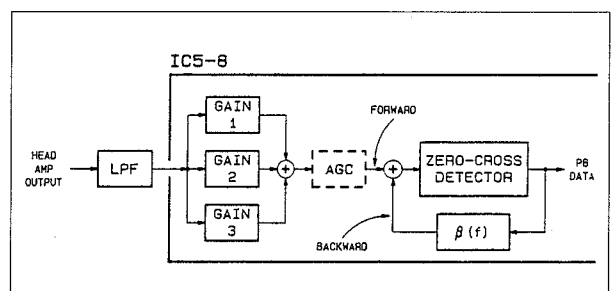 IC5-8
GAIN
1
FORWARD
HEAD
AMP
OUTPUT
LPF
GAIN
2
+
AGC
+
ZERO-CROSS
DETECTOR
PB
DATA
GAIN
3
BACKWARD
β(f)